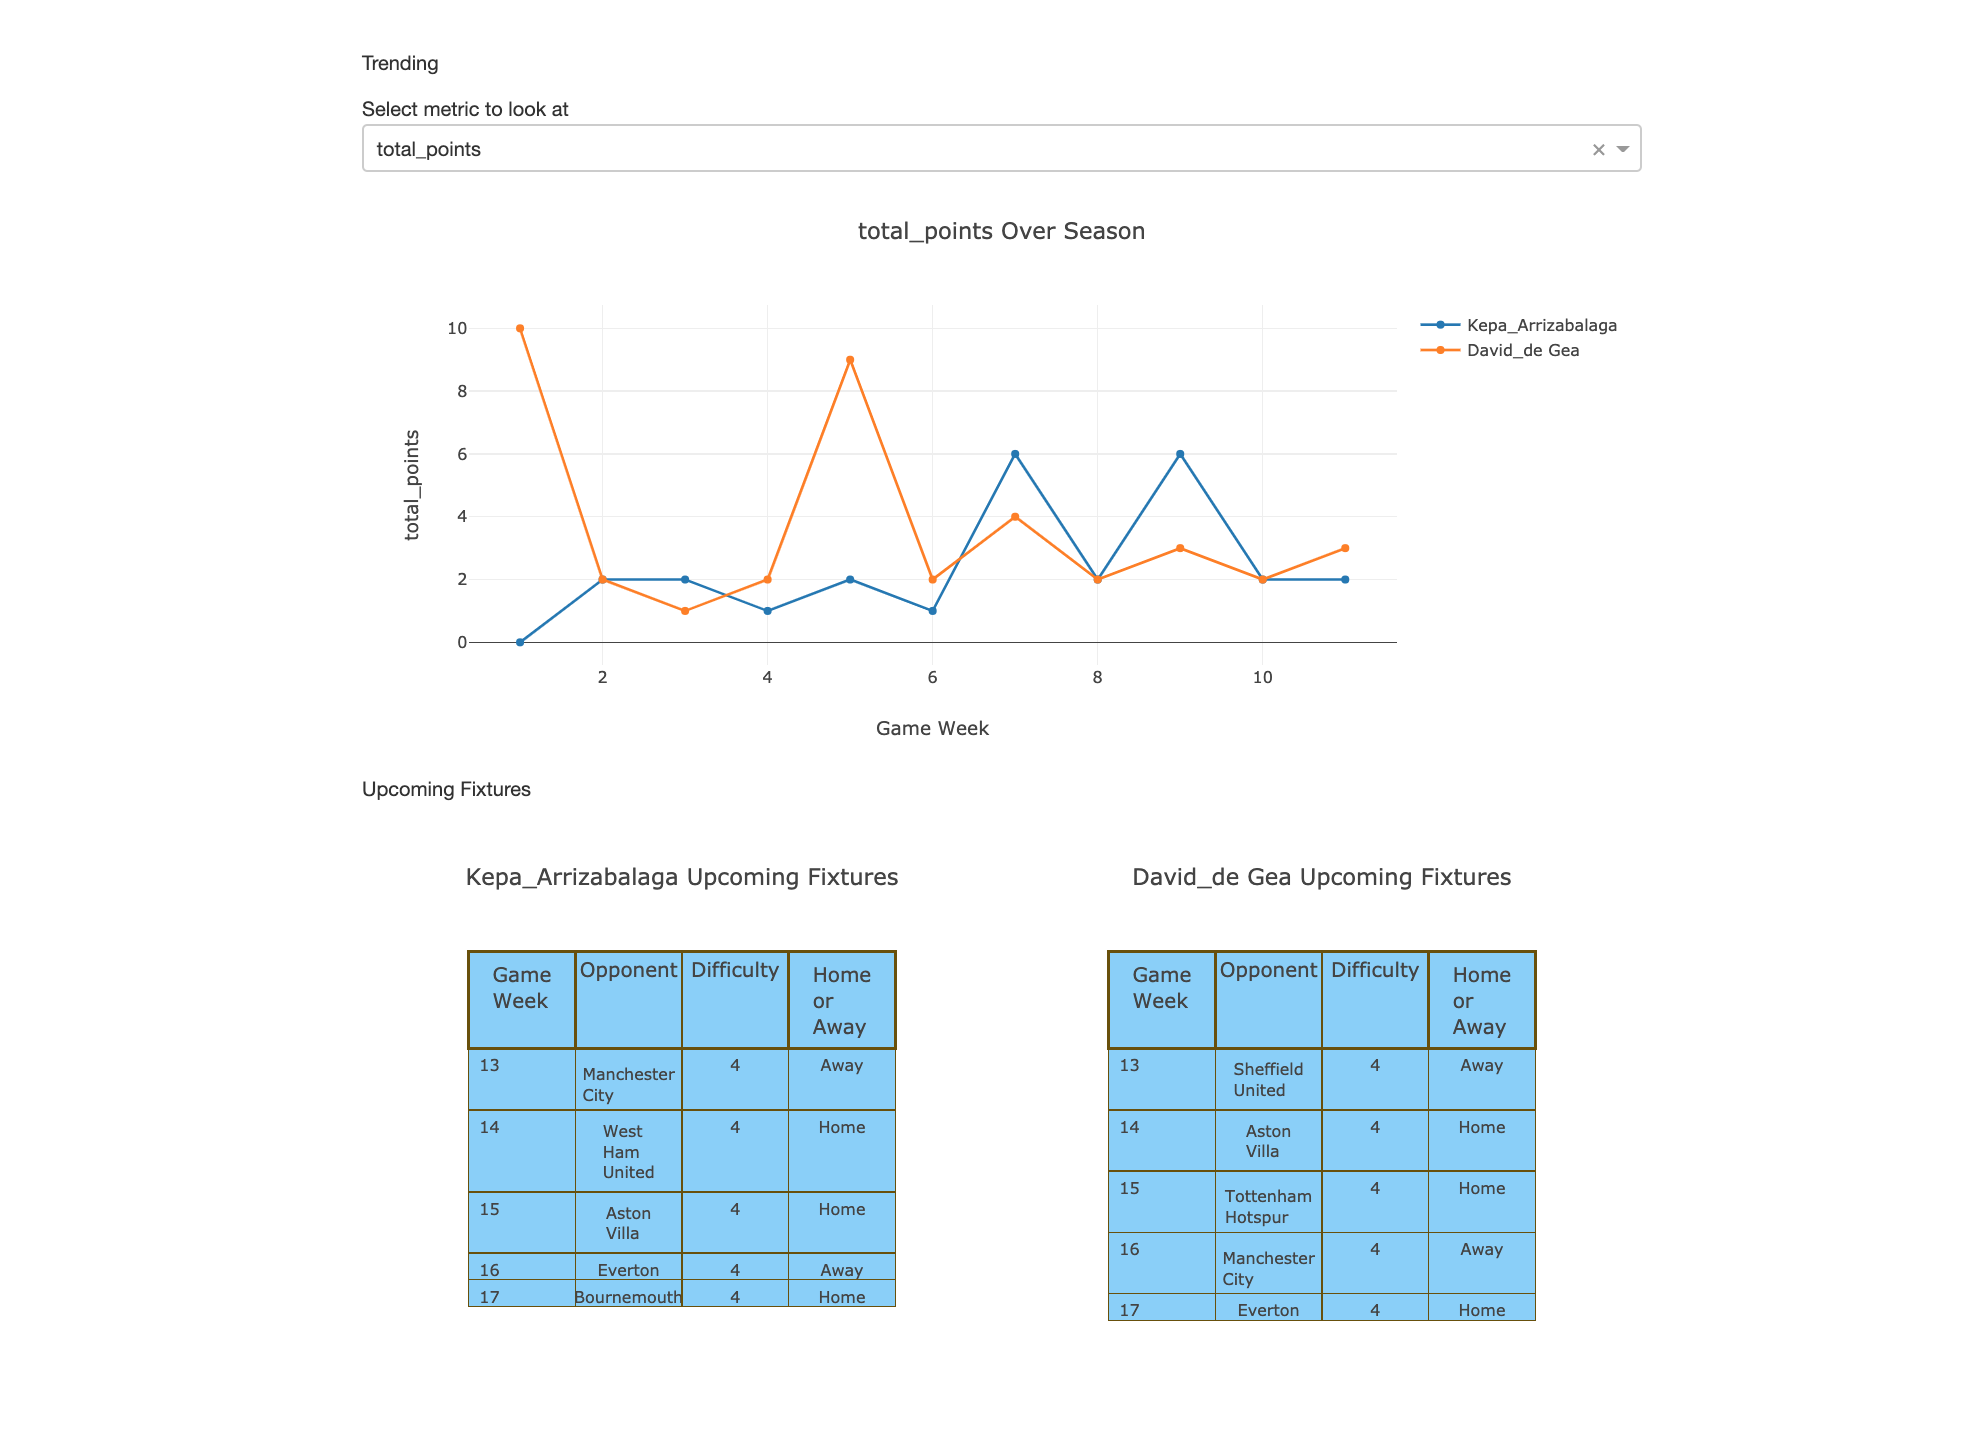 Trending
Select metric to look at
total_points
total_points Over Season
10
8
6
4
2
0
total_points
2 4 6 8 10
Game Week
Kepa_Arrizabalaga
David_de Gea
Upcoming Fixtures
Kepa_Arrizabalaga Upcoming Fixtures
Game
Week
Opponent
Difficulty
Home
or
Away
13
Manchester
City
4
Away
14
West
Ham
United
4
Home
15
Aston
Villa
4
Home
16
Everton
4
Away
17
Bournemouth
4
Home
David_de Gea Upcoming Fixtures
Game
Week
Opponent
Difficulty
Home
or
Away
13
Sheffield
United
4
Away
14
Aston
Villa
4
Home
15
Tottenham
Hotspur
4
Home
16
Manchester
City
4
Away
17
Everton
4
Home